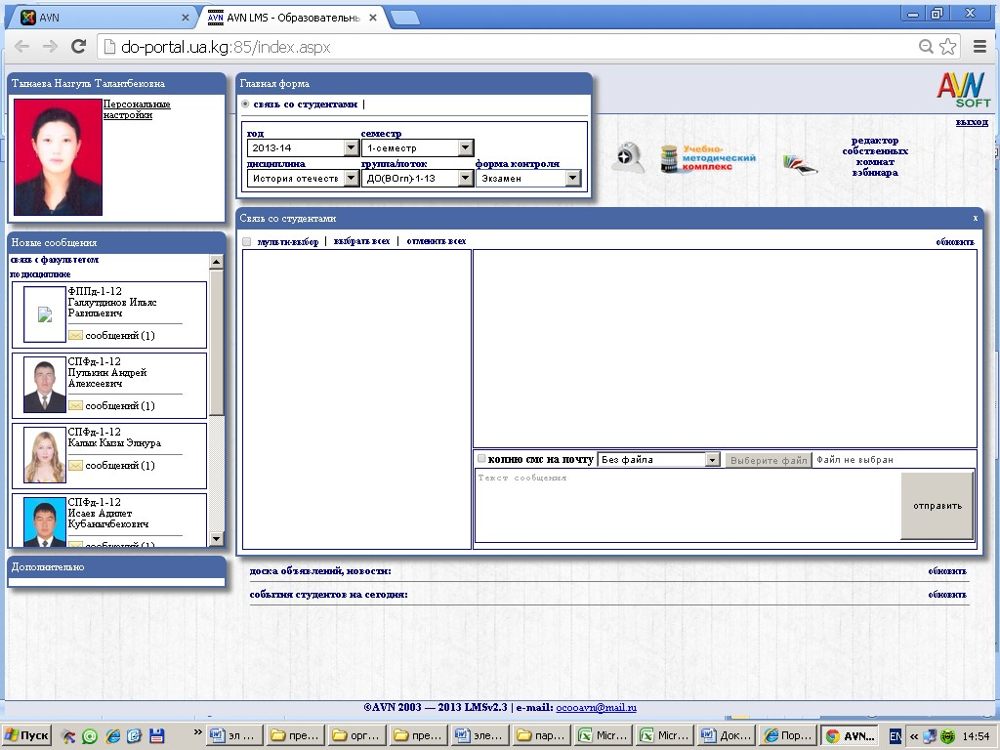 AVN
AVN LMS - Образовательнь
do-portal.ua.kg:85/index.aspx
Тынаева Назгуль Талантбековна
Персональные
настройки
Главная форма
связь со студентами |
год семестр
2013-14 1-семестр
дисциплина группа/поток форма контроля
История отечеств ДО(ВОгп)-1-13 Экзамен
AVN
SOFT
выход
Учебно-
методический
комплекс
редактор
собственных
комнат
вэбинара
Новые сообщения
связь с факультетом
по дисциплине
ФППд-1-12
Галяутдинов Ильяс
Равильевич
сообщений (1)
СПФд-1-12
Пулькин Андрей
Алексеевич
сообщений (1)
СПФд-1-12
Калык Кызы Элнура
сообщений (1)
СПФд-1-12
Исаев Адилет
Кубанычбекович
сообщений (1)
Дополнительно
Связь со студентами x
мульти-выбор | выбрать всех | отменить всех обновить
копию смс на почту Без файла Выберите файл Файл не выбран
Текст сообщения
отправить
доска объявлений, новости: обновить
события студентов на сегодня: обновить
©AVN 2003 — 2013 LMSv2.3 | e-mail: ocooavn@mail.ru
Пуск » эл ... пре... орг... пре... эле... пар... Micr... Micr... Док... Пор... AVN... EN « 14:54